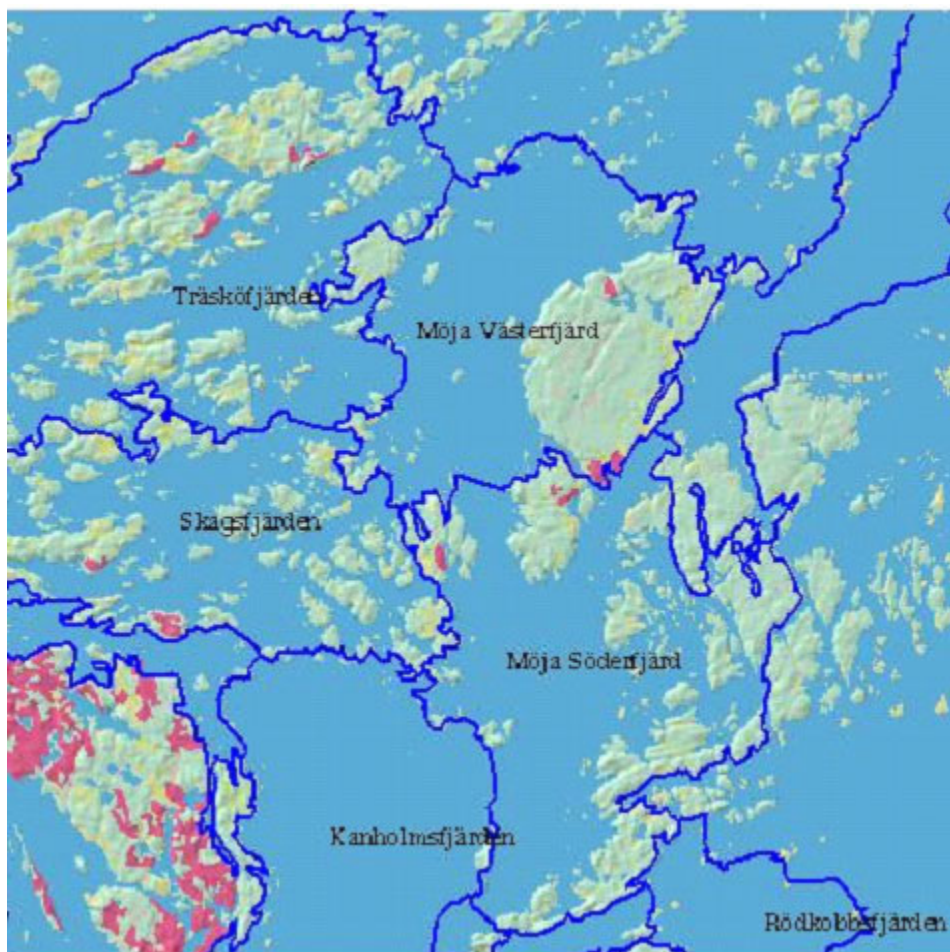 Träsköfjärden
Möja Västerfjärd
Skagsfjärden
Möja Söderfjärd
Kanholmsfjärden
Rödkobbsfjärden